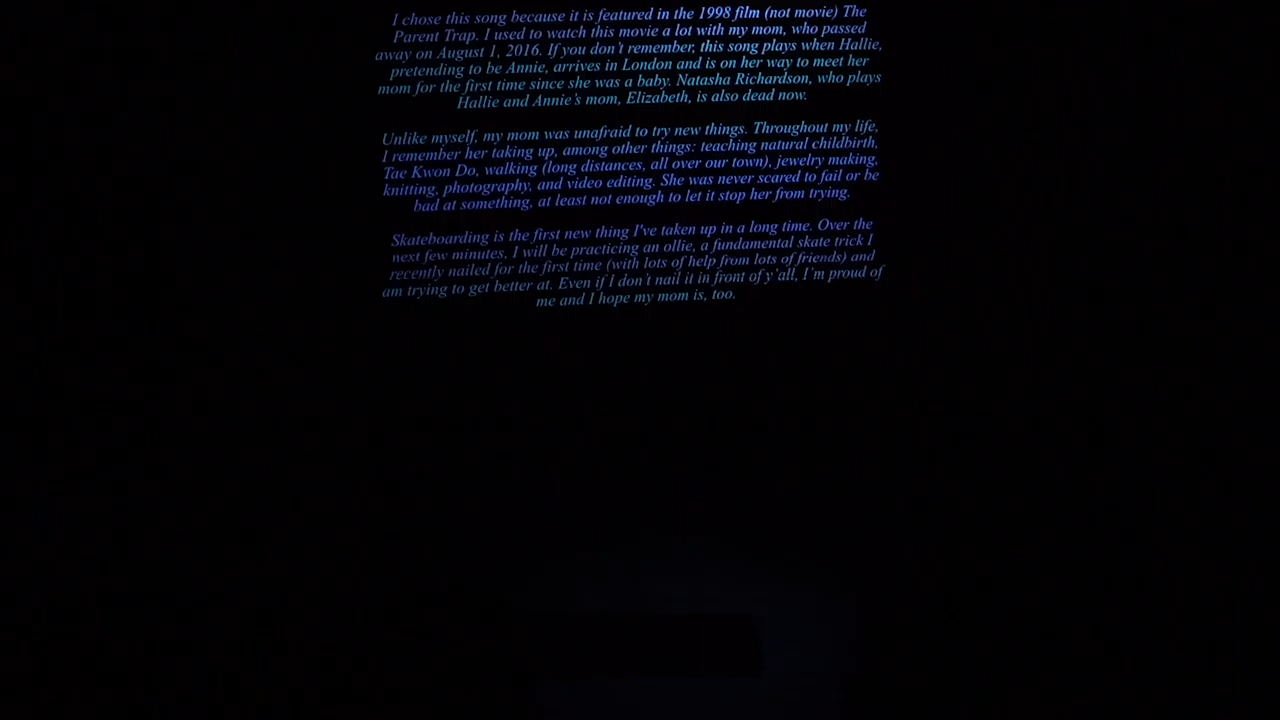 I chose this song because it is featured in the 1998 film (not movie) The
Parent Trap. I used to watch this movie a lot with my mom, who passed
away on August 1, 2016. If you don't remember, this song plays when Hallie,
pretending to be Annie, arrives in London and is on her way to meet her
mom for the first time since she was a baby. Natasha Richardson, who plays
Hallie and Annie's mom, Elizabeth, is also dead now.
Unlike myself, my mom was unafraid to try new things. Throughout my life,
I remember her taking up, among other things: teaching natural childbirth,
Tae Kwon Do, walking (long distances, all over our town), jewelry making,
knitting, photography, and video editing. She was never scared to fail or be
bad at something, at least not enough to let it stop her from trying.
Skateboarding is the first new thing I've taken up in a long time. Over the
next few minutes, I will be practicing an ollie, a fundamental skate trick I
recently nailed for the first time (with lots of help from lots of friends) and
am trying to get better at. Even if I don't nail it in front of y'all, I'm proud of
me and I hope my mom is, too.